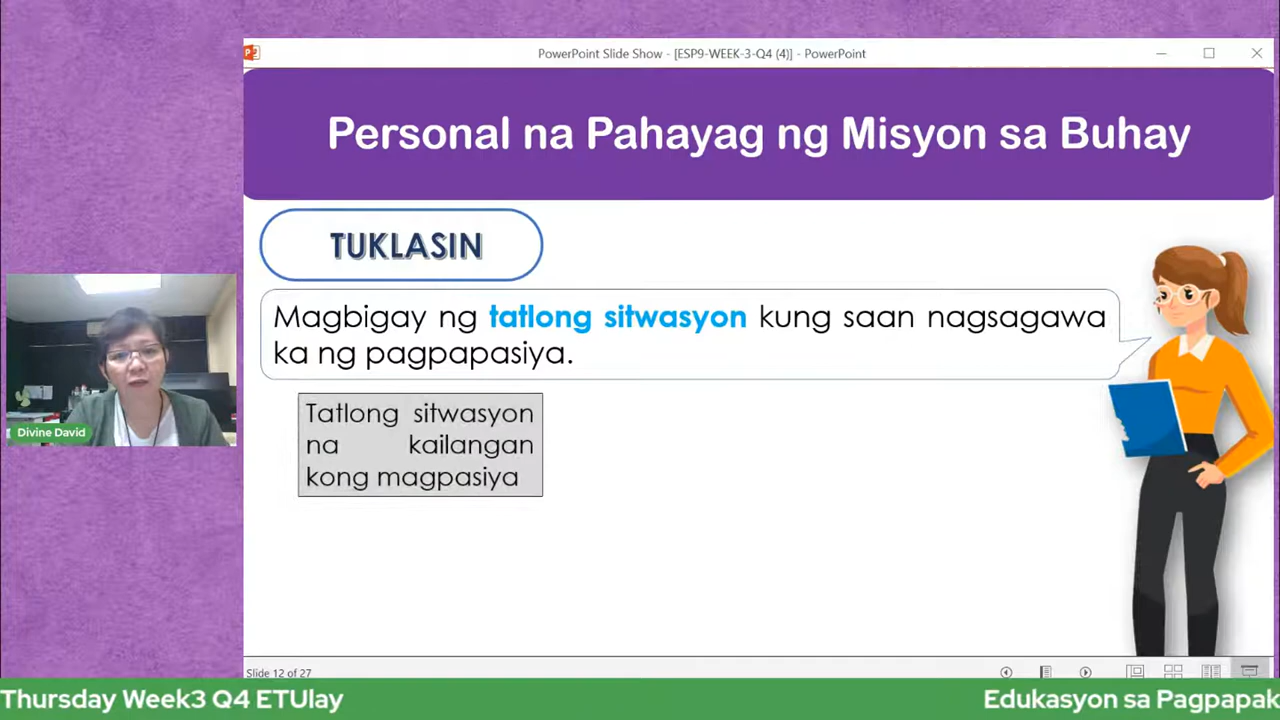 PowerPoint Slide Show - [ESP9-WEEK-3-Q4 (4)] - PowerPoint
Personal na Pahayag ng Misyon sa Buhay
TUKLASIN
Magbigay ng tatlong sitwasyon kung saan nagsagawa
ka ng pagpapasiya.
Tatlong sitwasyon
na kailangan
kong magpasiya
Divine David
Slide 12 of 27
Thursday Week3 Q4 ETUlay
Edukasyon sa Pagpapak